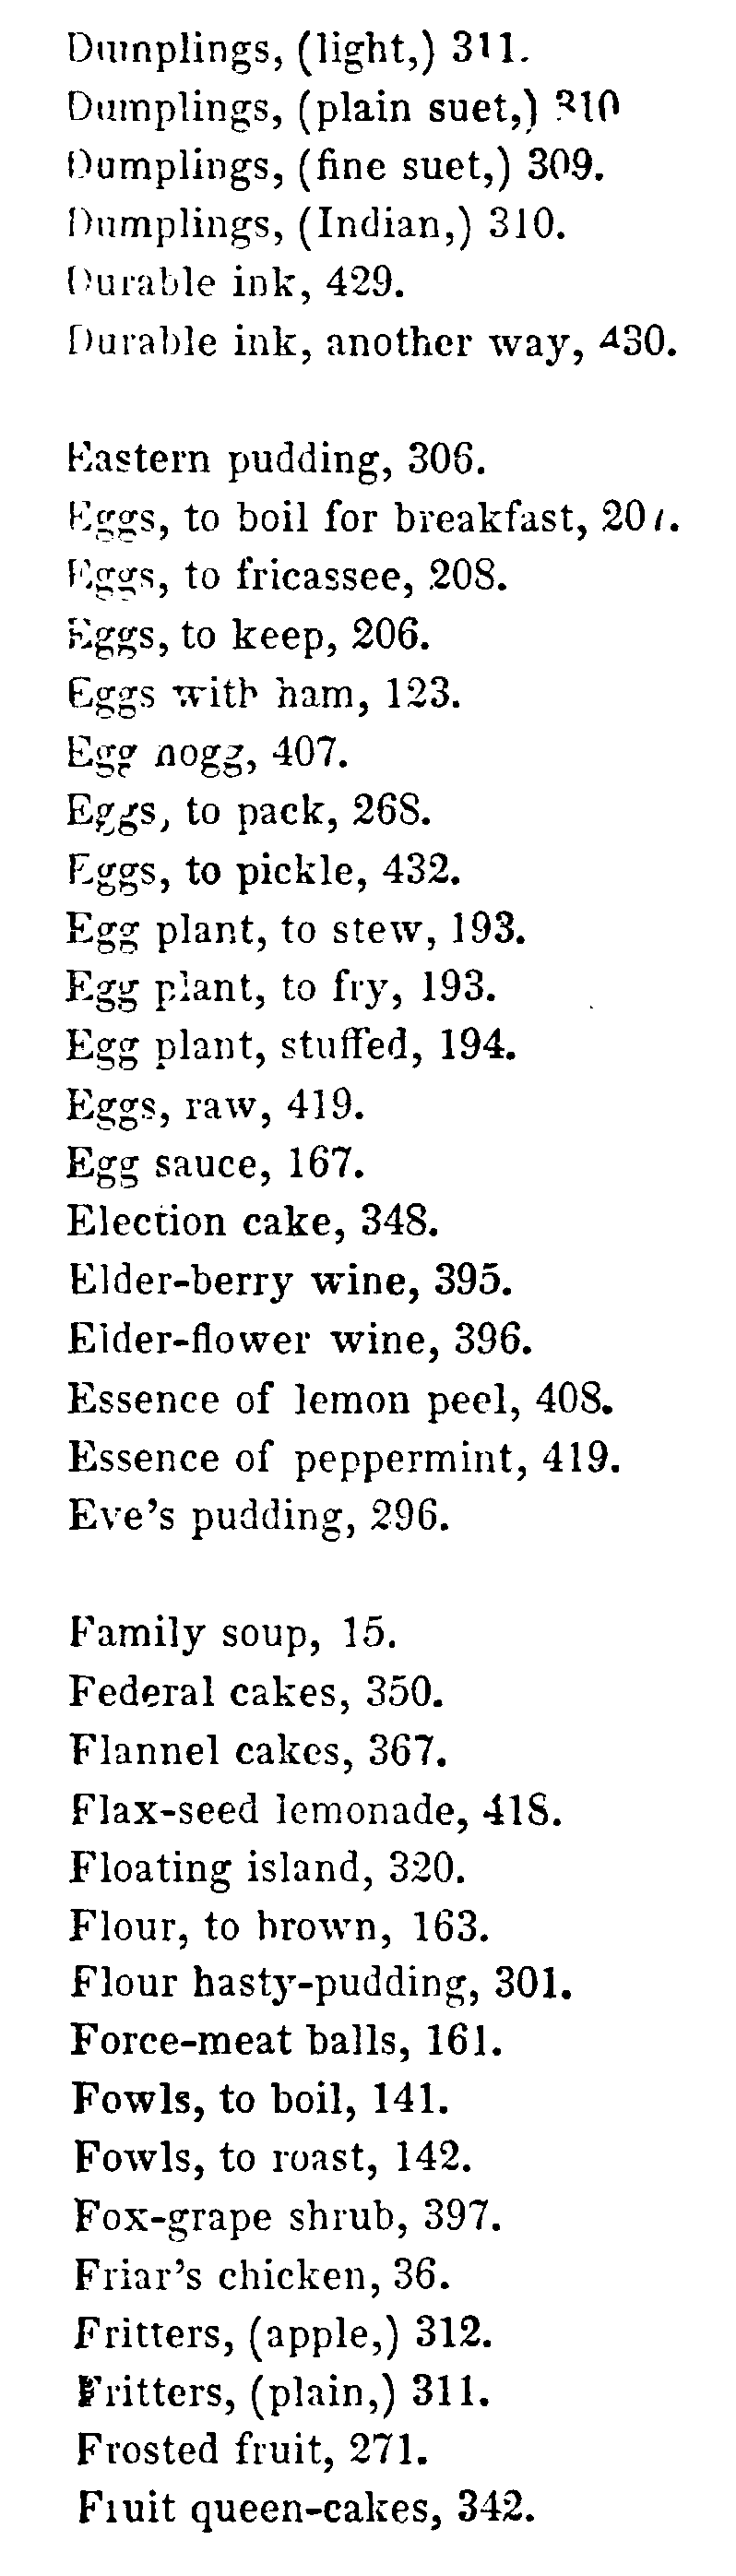 Dumplings, (light,) 311.
Dumplings, (plain suet,) 310
Dumplings, (fine suet,) 309.
Dumplings, (Indian,) 310.
Durable ink, 429.
Durable ink, another way, 430.
Eastern pudding, 306.
Eggs, to boil for breakfast,
Eggs, to fricassee, 208.
Eggs, to keep, 206.
Eggs with ham, 123.
Egg nogg, 407.
Eggs, to pack, 268.
Eggs, to pickle, 432.
Egg plant, to stew, 193.
Egg plant, to fry, 193.
Egg plant, stuffed, 194.
Eggs, raw, 419.
Egg sauce, 167.
Election cake, 348.
Elder-berry wine, 395.
Elder-flower wine, 396.
Essence of lemon peel, 408.
Essence of peppermint, 419.
Eve's pudding, 296.
Family soup, 15.
Federal cakes, 350.
Flannel cakes, 367.
Flax-seed lemonade, 418.
Floating island, 320.
Flour, to brown, 163.
Flour hasty-pudding, 301.
Force-meat balls, 161.
Fowls, to boil, 141.
Fowls, to roast, 142.
Fox-grape shrub, 397.
Friar's chicken, 36.
Fritters, (apple,) 312.
Fritters, (plain,) 311.
Frosted fruit, 271.
Fruit queen-cakes, 342.